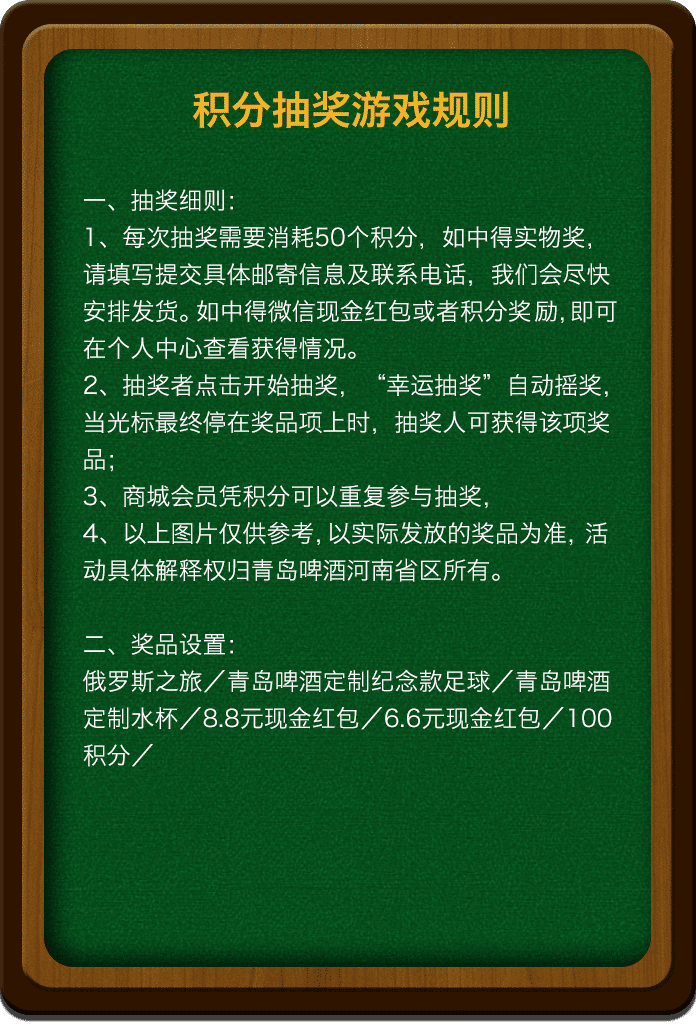 积分抽奖游戏规则
一、抽奖细则：
1、每次抽奖需要消耗50个积分，如中得实物奖，
请填写提交具体邮寄信息及联系电话，我们会尽快
安排发货。如中得微信现金红包或者积分奖励，即可
在个人中心查看获得情况。
2、抽奖者点击开始抽奖，“幸运抽奖”自动摇奖，
当光标最终停在奖品项上时，抽奖人可获得该项奖
品；
3、商城会员凭积分可以重复参与抽奖，
4、以上图片仅供参考，以实际发放的奖品为准，活
动具体解释权归青岛啤酒河南省区所有。
二、奖品设置：
俄罗斯之旅／青岛啤酒定制纪念款足球／青岛啤酒
定制水杯／8.8元现金红包／6.6元现金红包／100
积分／